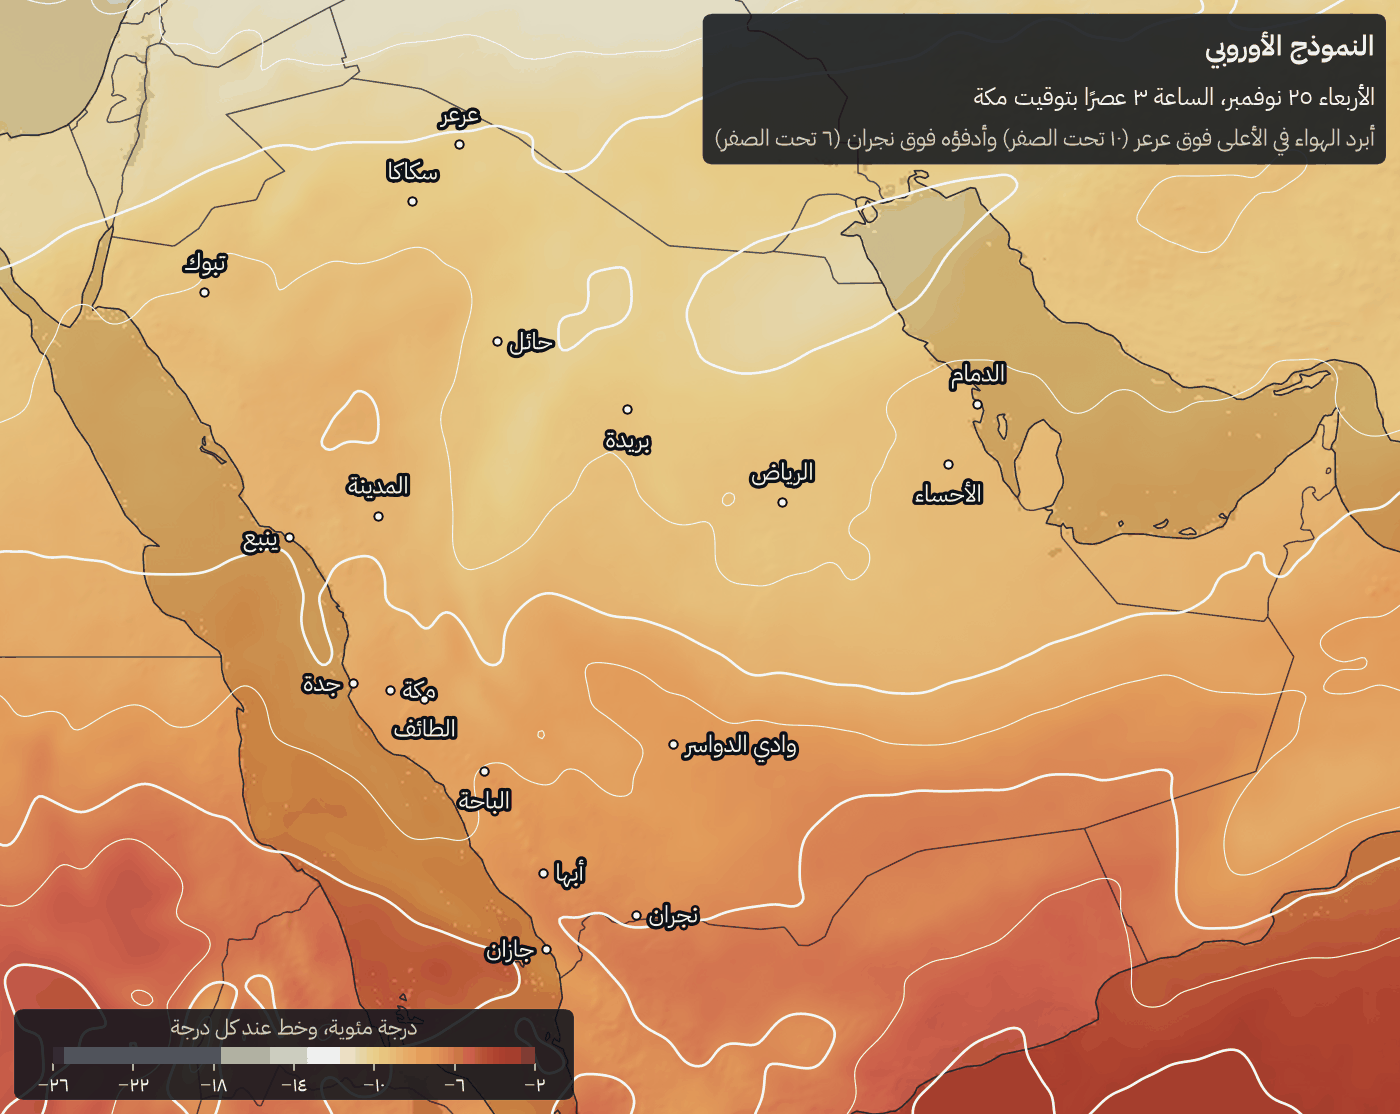 النموذج الأوروبي
الأربعاء ٢٥ نوفمبر، الساعة ٣ عصرًا بتوقيت مكة
أبرد الهواء في الأعلى فوق عرعر (١٠ تحت الصفر) وأدفؤه فوق نجران (٦ تحت الصفر)
عرعر
سكاكا
تبوك
حائل
الدمام
بريدة
الرياض
الأحساء
المدينة
ينبع
جدة
مكة
الطائف
وادي الدواسر
الباحة
أبها
نجران
جازان
درجة مئوية، وخط عند كل درجة
−٢٦ −٢٢ −١٨ −١٤ −١٠ −٦ −٢